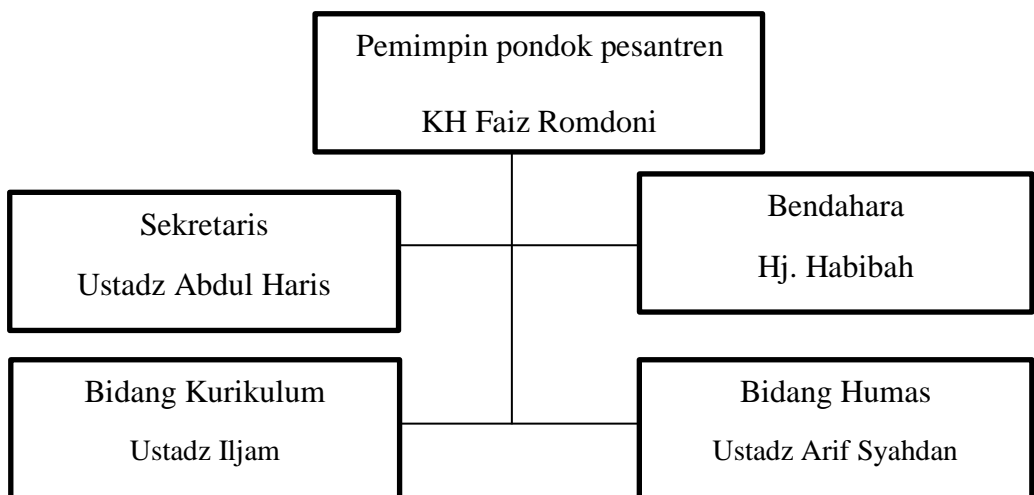 Pemimpin pondok pesantren
KH Faiz Romdoni
Sekretaris
Ustadz Abdul Haris
Bendahara
Hj. Habibah
Bidang Kurikulum
Ustadz Iljam
Bidang Humas
Ustadz Arif Syahdan